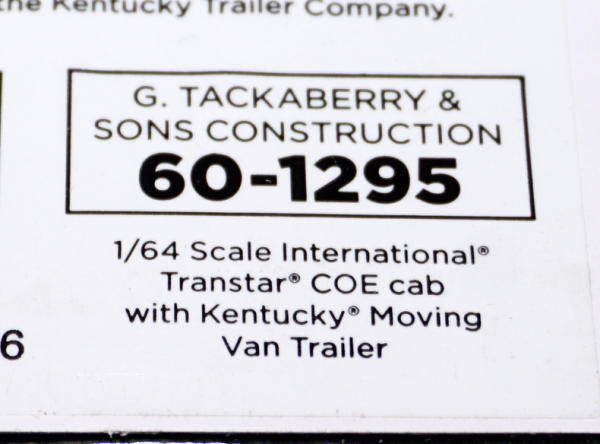 the Kentucky Trailer Company.
G. TACKABERRY &
SONS CONSTRUCTION
60-1295
1/64 Scale International®
Transtar® COE cab
with Kentucky® Moving
Van Trailer
6